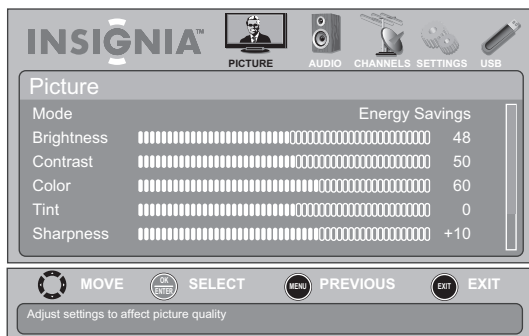 INSIGNIA™
PICTURE AUDIO CHANNELS SETTINGS USB
Picture
Mode Energy Savings
Brightness 48
Contrast 50
Color 60
Tint 0
Sharpness +10
MOVE OK ENTER SELECT MENU PREVIOUS EXIT EXIT
Adjust settings to affect picture quality